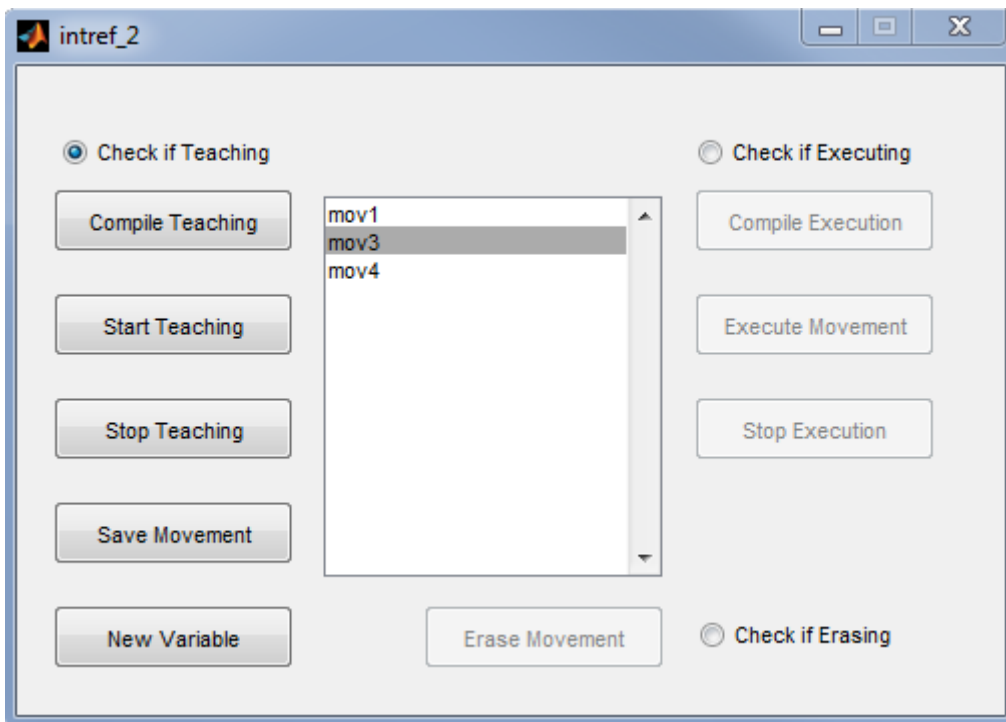 intref_2
Check if Teaching
Check if Executing
Compile Teaching
mov1
mov3
mov4
Compile Execution
Start Teaching
Execute Movement
Stop Teaching
Stop Execution
Save Movement
New Variable
Erase Movement
Check if Erasing